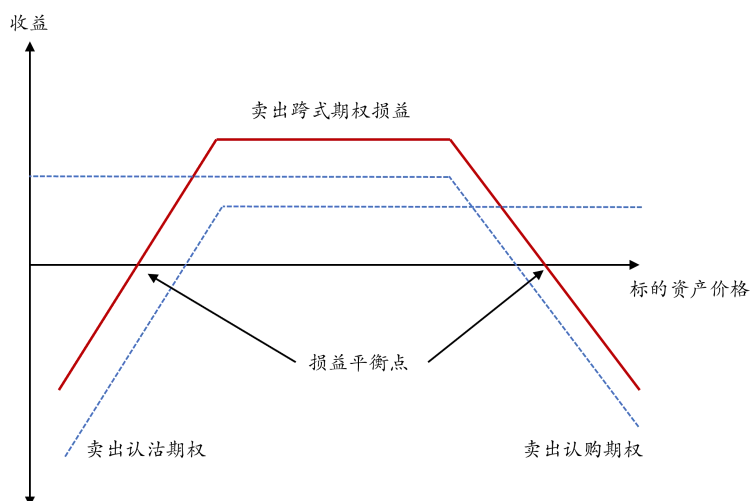 收益
卖出跨式期权损益
标的资产价格
损益平衡点
卖出认沽期权
卖出认购期权